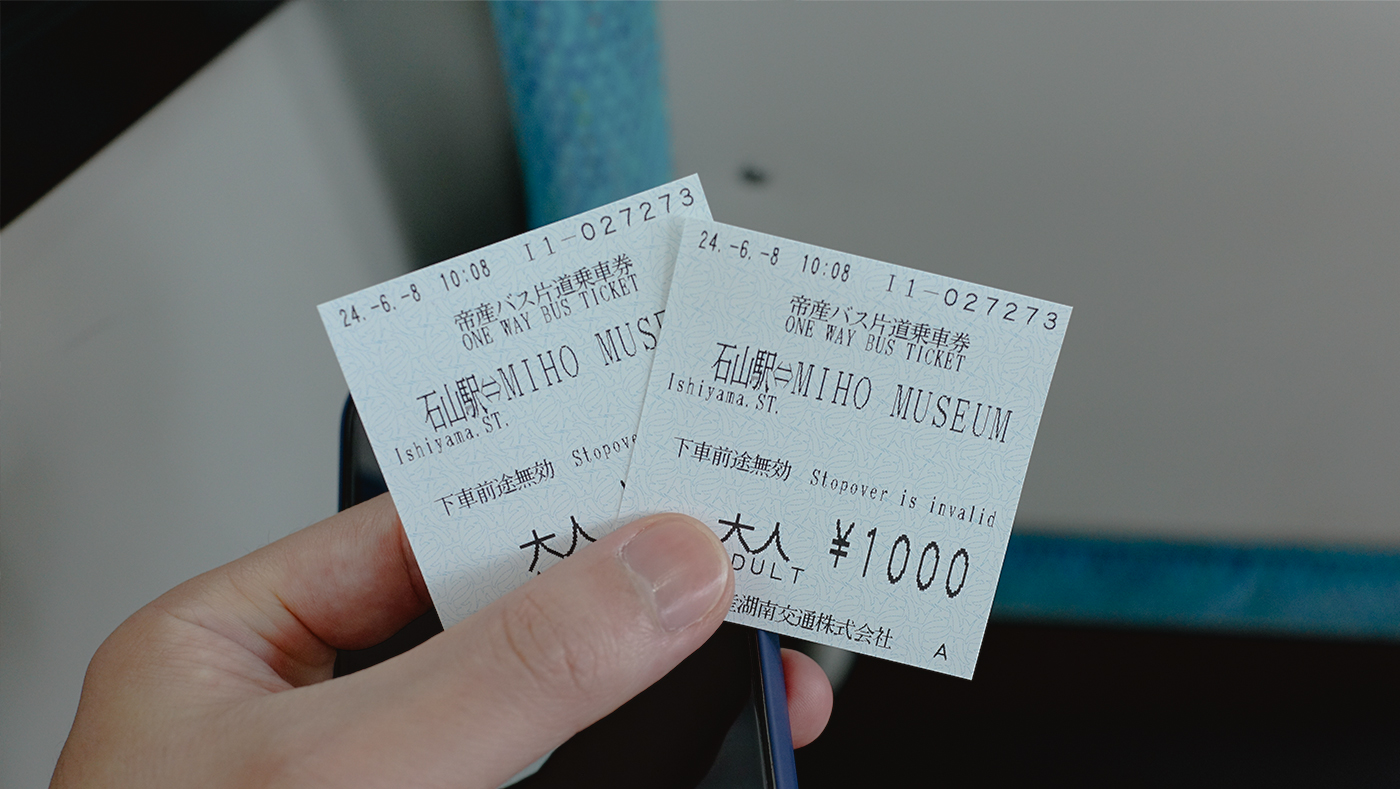 24.-6.-8 10:08 I1-027273
帝産バス片道乗車券
ONE WAY BUS TICKET
石山駅⇔MIHO
Ishiyama.ST.
下車前途無効
大人
24.-6.-8 10:08 I1-027273
帝産バス片道乗車券
ONE WAY BUS TICKET
石山駅⇔MIHO MUSEUM
Ishiyama.ST.
下車前途無効 Stopover is invalid
大人 ¥1000
DULT
湖南交通株式会社 A